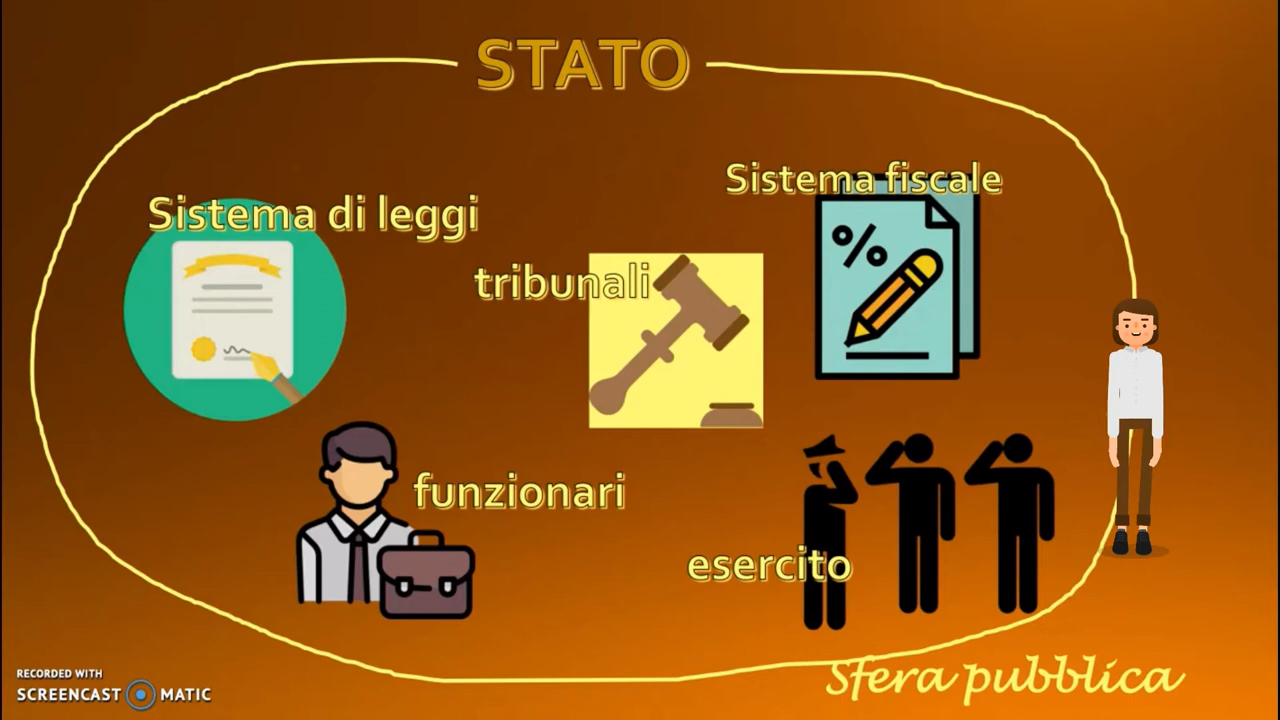 STATO
Sistema fiscale
Sistema di leggi
tribunali
%
funzionari
esercito
Sfera pubblica
RECORDED WITH
SCREENCAST MATIC